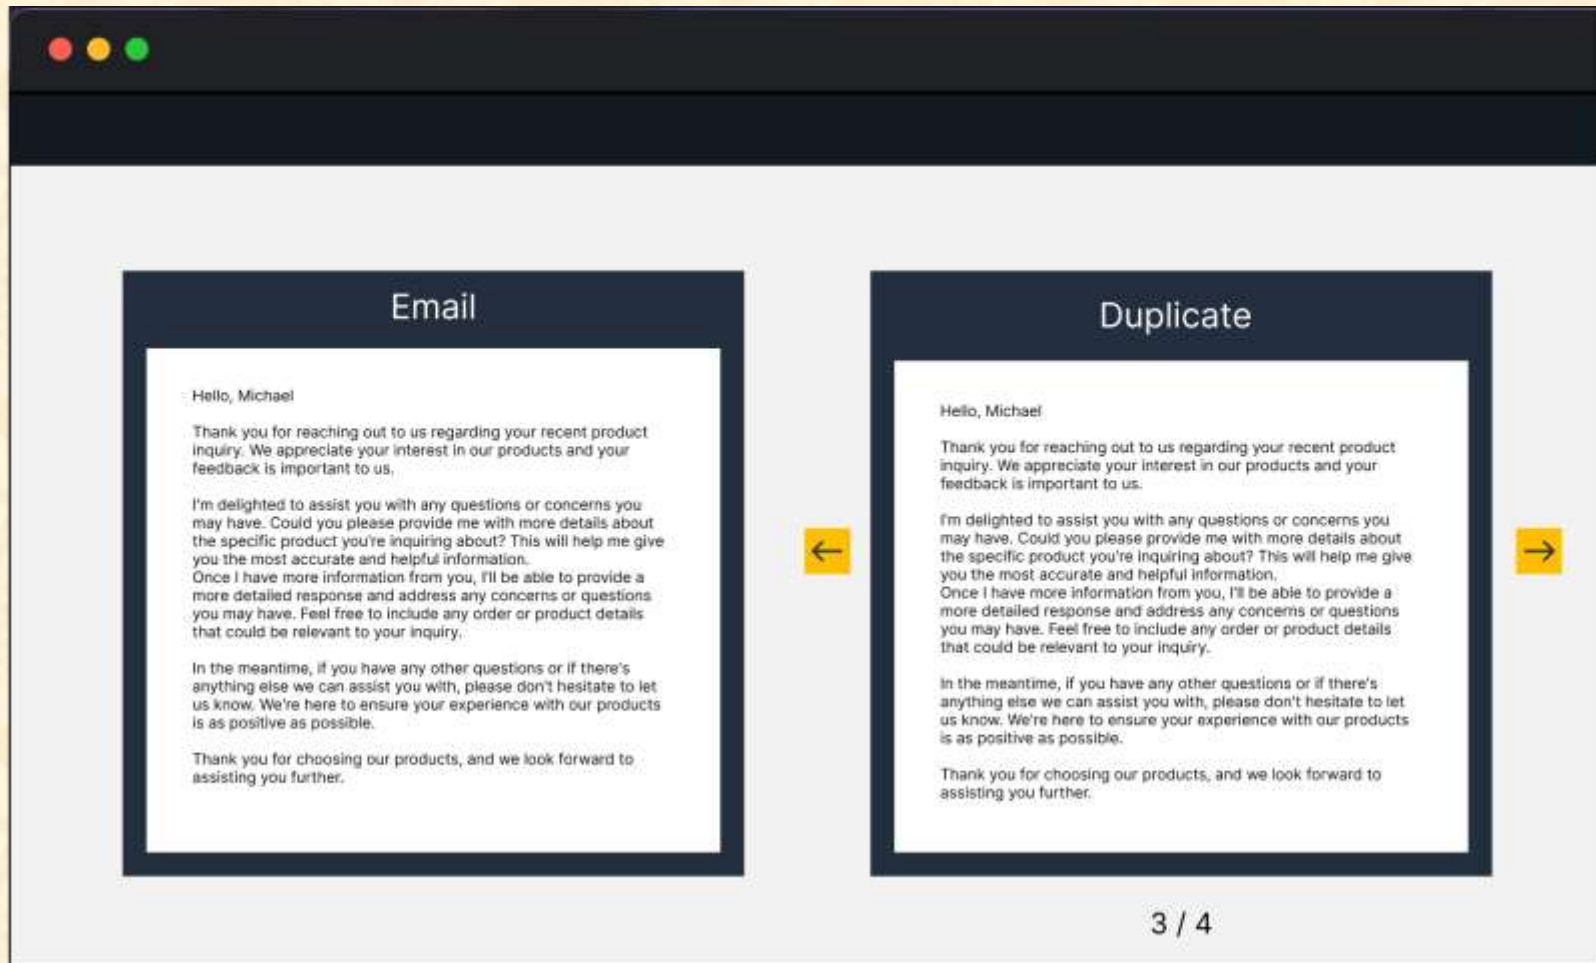 Email
Hello, Michael
Thank you for reaching out to us regarding your recent product
inquiry. We appreciate your interest in our products and your
feedback is important to us.
I'm delighted to assist you with any questions or concerns you
may have. Could you please provide me with more details about
the specific product you're inquiring about? This will help me give
you the most accurate and helpful information.
Once I have more information from you, I'll be able to provide a
more detailed response and address any concerns or questions
you may have. Feel free to include any order or product details
that could be relevant to your inquiry.
In the meantime, if you have any other questions or if there's
anything else we can assist you with, please don't hesitate to let
us know. We're here to ensure your experience with our products
is as positive as possible.
Thank you for choosing our products, and we look forward to
assisting you further.
←
Duplicate
Hello, Michael
Thank you for reaching out to us regarding your recent product
inquiry. We appreciate your interest in our products and your
feedback is important to us.
I'm delighted to assist you with any questions or concerns you
may have. Could you please provide me with more details about
the specific product you're inquiring about? This will help me give
you the most accurate and helpful information.
Once I have more information from you, I'll be able to provide a
more detailed response and address any concerns or questions
you may have. Feel free to include any order or product details
that could be relevant to your inquiry.
In the meantime, if you have any other questions or if there's
anything else we can assist you with, please don't hesitate to let
us know. We're here to ensure your experience with our products
is as positive as possible.
Thank you for choosing our products, and we look forward to
assisting you further.
→
3 / 4